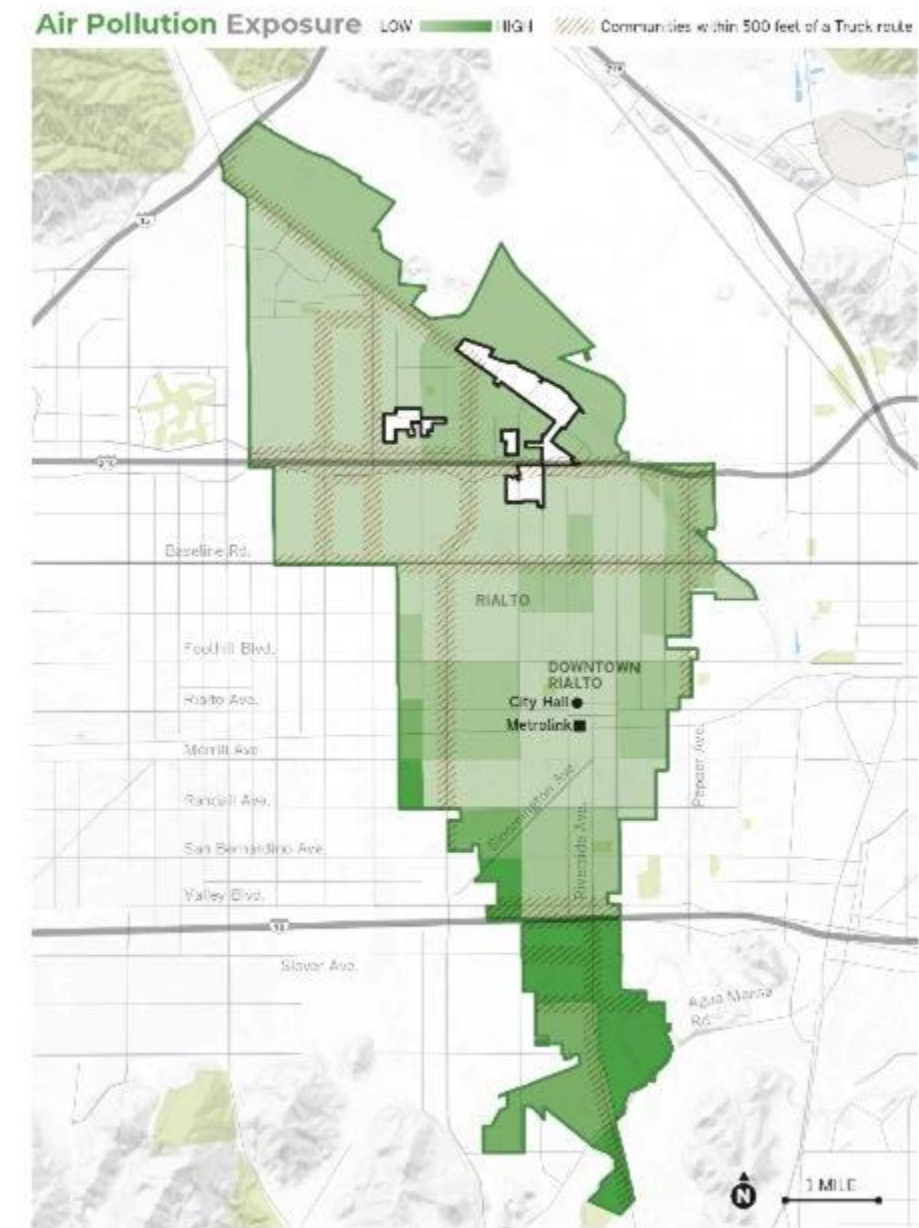 Air Pollution Exposure
LOW
HIGH
Communities within 500 feet of a Truck route
Baseline Rd.
RIALTO
Foothill Blvd.
DOWNTOWN
RIALTO
Rialto Ave.
City Hall
Metrolink
Merrill Ave.
Pepper Ave.
Randall Ave.
Bloomington Ave.
Riverside Ave.
San Bernardino Ave.
Valley Blvd.
10
Slover Ave.
Agua Mansa
Rd.
N
1 MILE